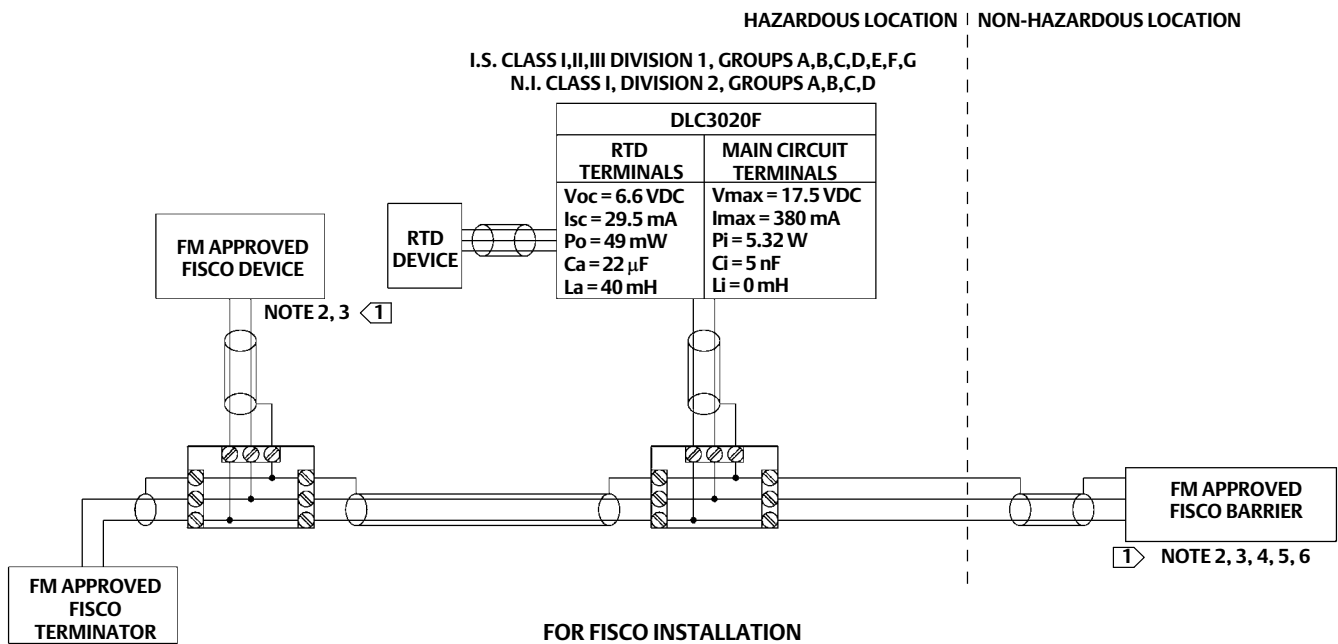 HAZARDOUS LOCATION
NON-HAZARDOUS LOCATION
I.S. CLASS I,II,III DIVISION 1, GROUPS A,B,C,D,E,F,G
N.I. CLASS I, DIVISION 2, GROUPS A,B,C,D
DLC3020F
RTD
TERMINALS
Voc = 6.6 VDC
Isc = 29.5 mA
Po = 49 mW
Ca = 22 μF
La = 40 mH
MAIN CIRCUIT
TERMINALS
Vmax = 17.5 VDC
Imax = 380 mA
Pi = 5.32 W
Ci = 5 nF
Li = 0 mH
RTD
DEVICE
FM APPROVED
FISCO DEVICE
NOTE 2, 3 1
FM APPROVED
FISCO BARRIER
1 NOTE 2, 3, 4, 5, 6
FM APPROVED
FISCO
TERMINATOR
FOR FISCO INSTALLATION